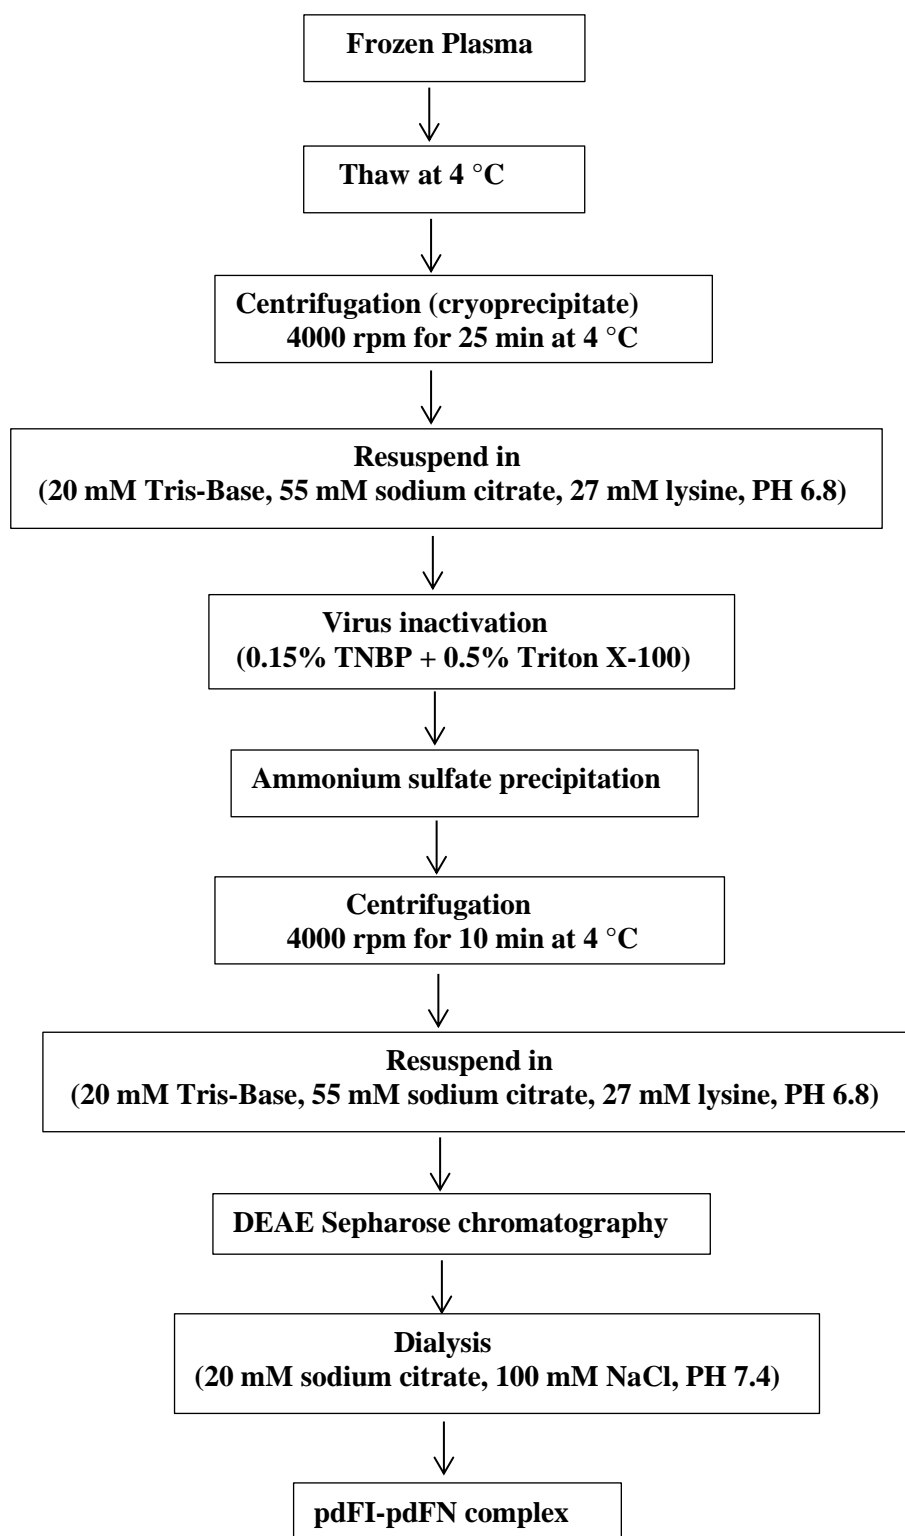 Frozen Plasma
Thaw at 4 °C
Centrifugation (cryoprecipitate)
4000 rpm for 25 min at 4 °C
Resuspend in
(20 mM Tris-Base, 55 mM sodium citrate, 27 mM lysine, PH 6.8)
Virus inactivation
(0.15% TNBP + 0.5% Triton X-100)
Ammonium sulfate precipitation
Centrifugation
4000 rpm for 10 min at 4 °C
Resuspend in
(20 mM Tris-Base, 55 mM sodium citrate, 27 mM lysine, PH 6.8)
DEAE Sepharose chromatography
Dialysis
(20 mM sodium citrate, 100 mM NaCl, PH 7.4)
pdFI-pdFN complex